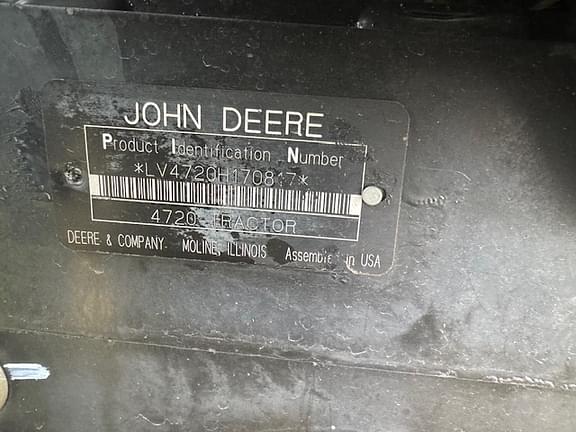 JOHN DEERE
Product Identification Number
*LV4720H170817*
4720 TRACTOR
DEERE & COMPANY MOLINE, ILLINOIS Assembled in USA